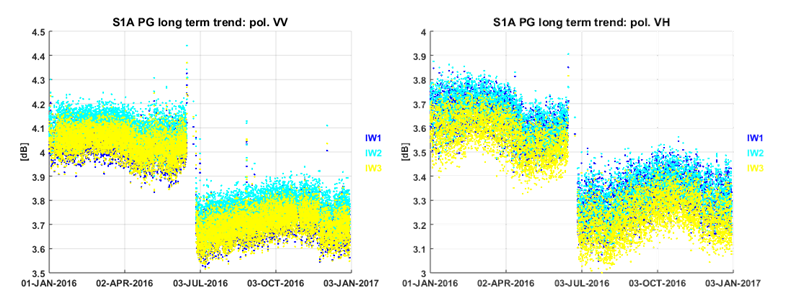 S1A PG long term trend: pol. VV
4.5
4.4
4.3
4.2
4.1
4
3.9
3.8
3.7
3.6
3.5
[dB]
01-JAN-2016 02-APR-2016 03-JUL-2016 03-OCT-2016 03-JAN-2017
IW1
IW2
IW3
S1A PG long term trend: pol. VH
4
3.9
3.8
3.7
3.6
3.5
3.4
3.3
3.2
3.1
3
[dB]
01-JAN-2016 02-APR-2016 03-JUL-2016 03-OCT-2016 03-JAN-2017
IW1
IW2
IW3